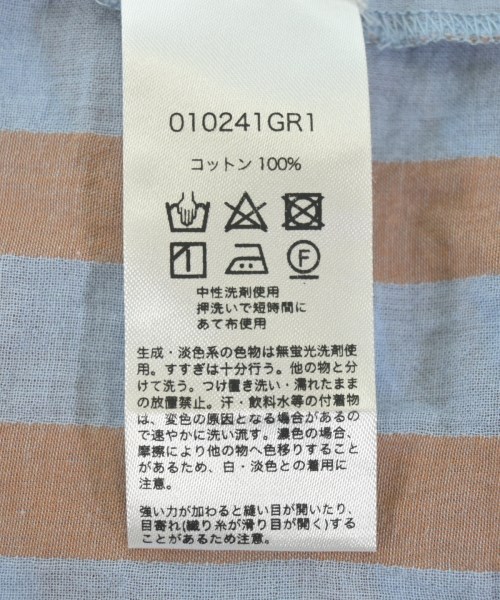 010241GR1
コットン 100%
F
中性洗剤使用
押洗いで短時間に
あて布使用
生成・淡色系の色物は無蛍光洗剤使
用。すすぎは十分行う。他の物と分
けて洗う。つけ置き洗い・濡れたまま
の放置禁止。汗・飲料水等の付着物
は、変色の原因となる場合があるの
で速やかに洗い流す。濃色の場合、
摩擦により他の物へ色移りすること
があるため、白・淡色との着用に
注意。
強い力が加わると縫い目が開いたり、
目寄れ(織り糸が滑り目が開く)する
ことがあるため注意。